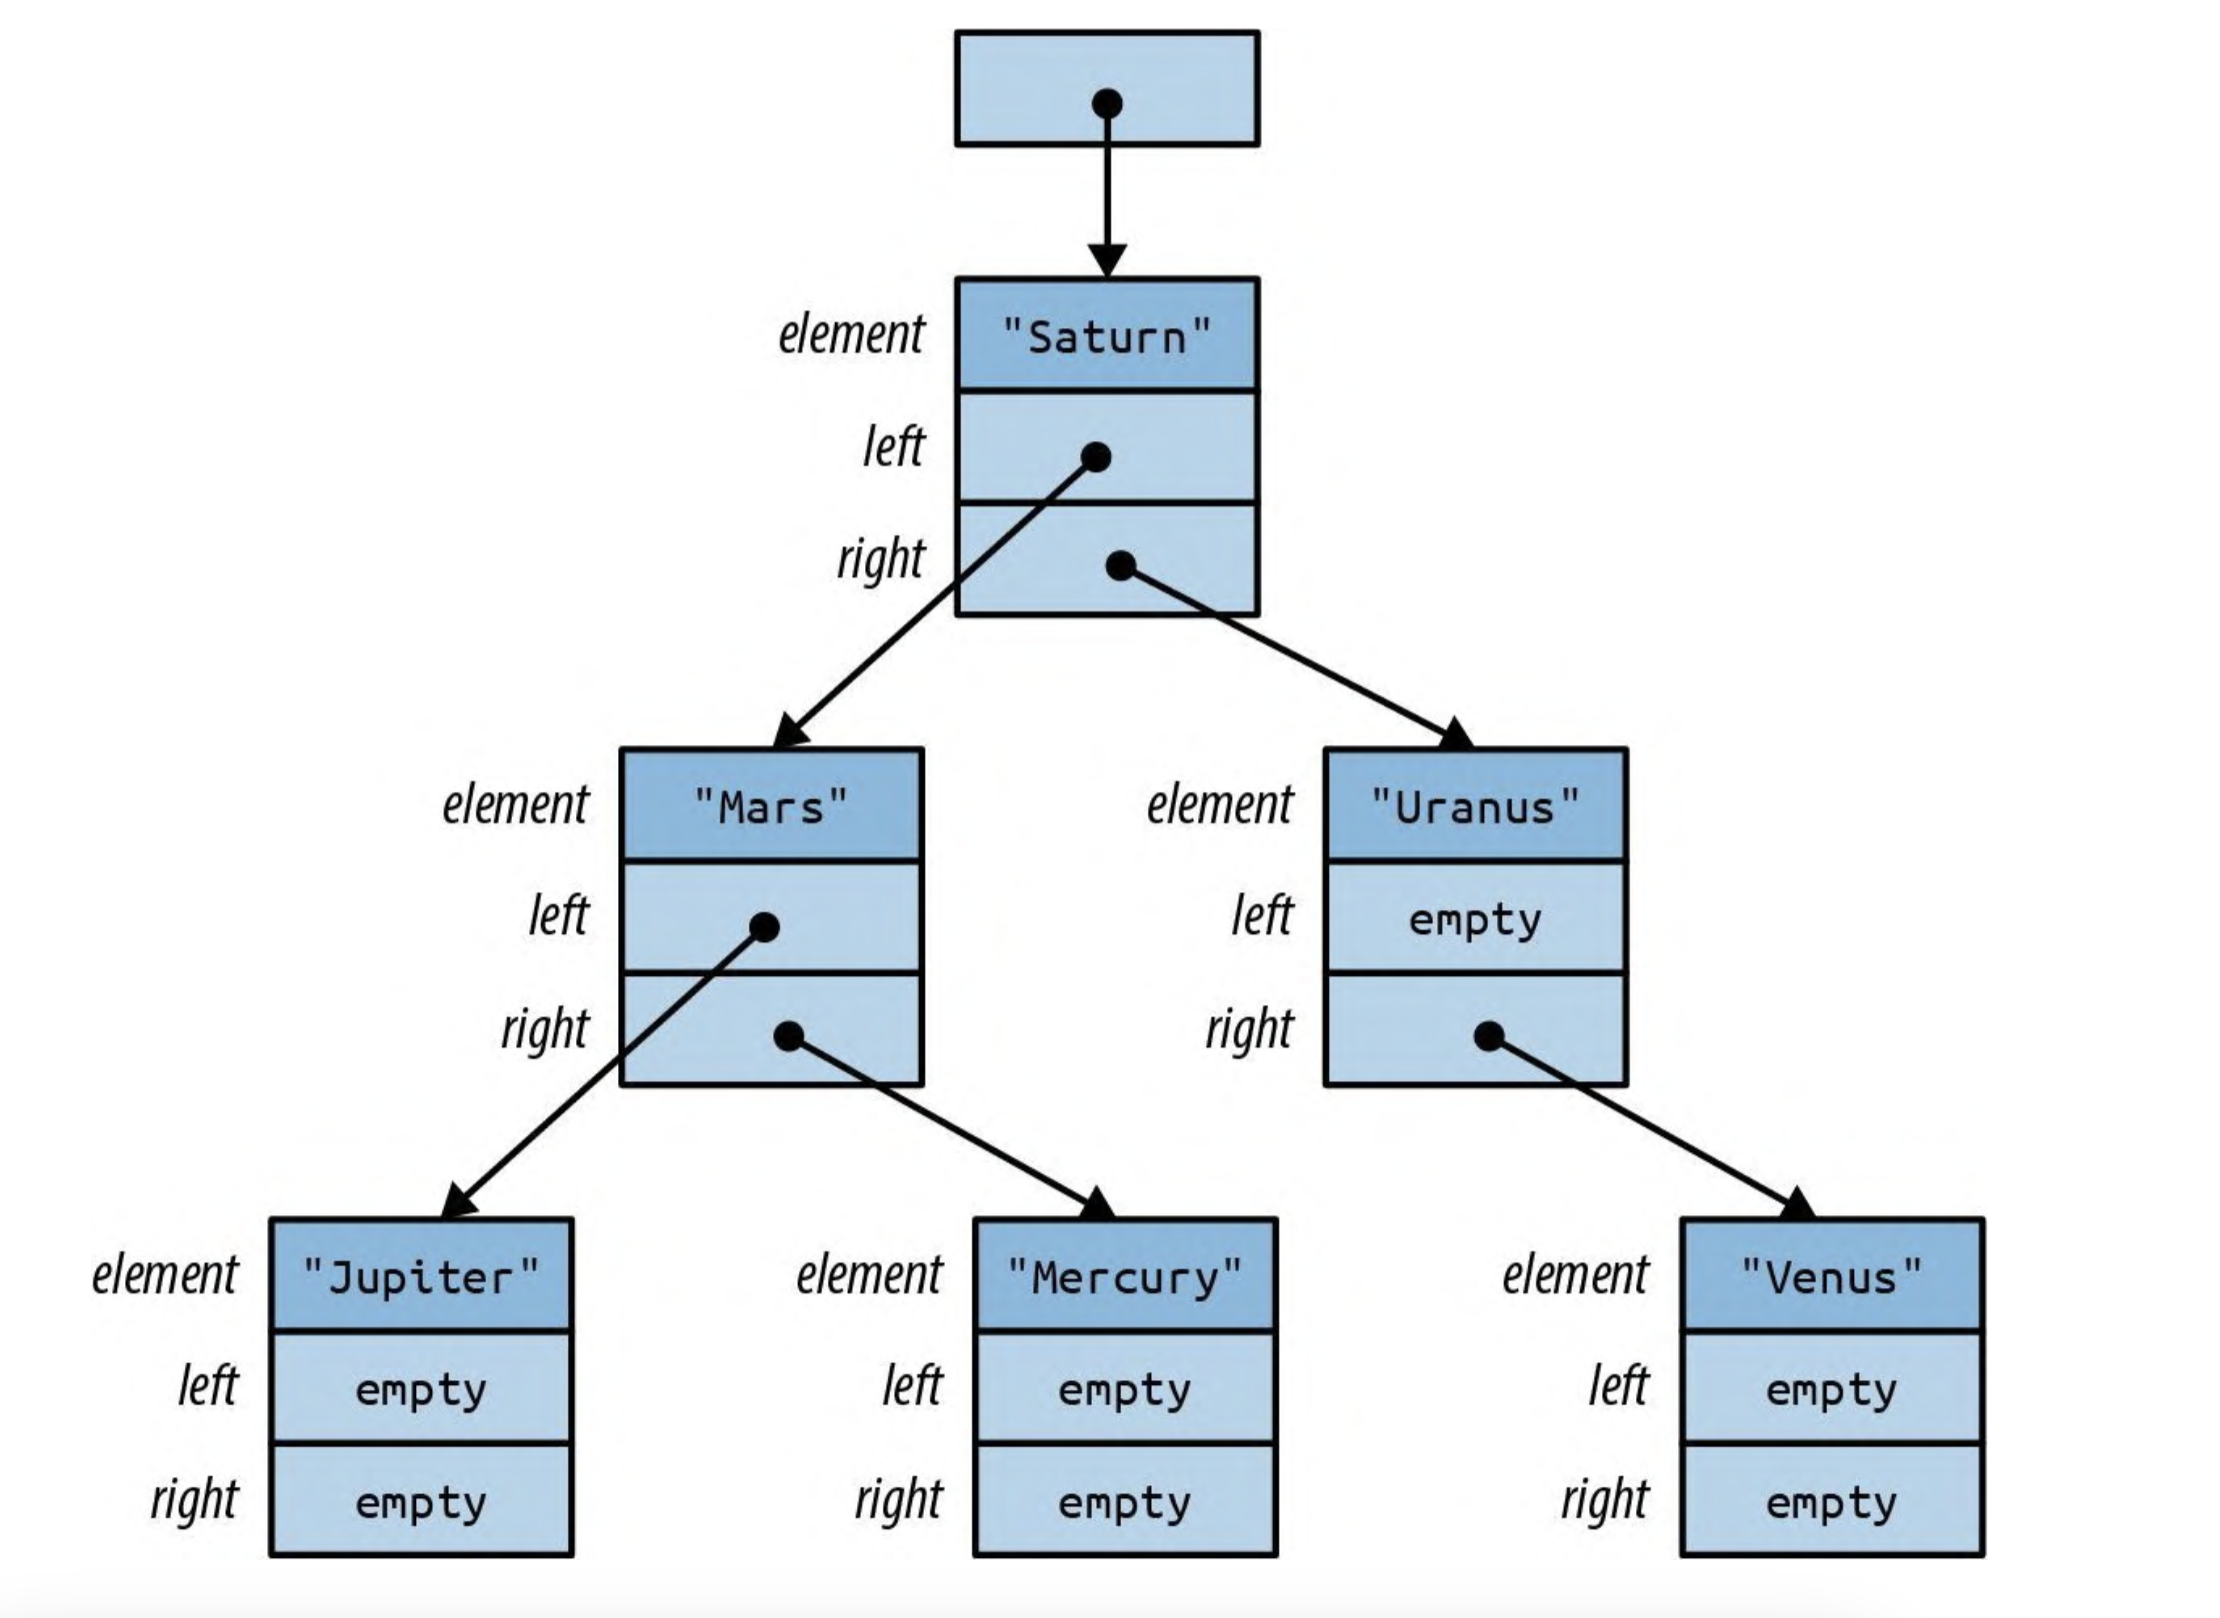 element "Saturn"
left
right
element "Mars" element "Uranus"
left left empty
right right
element "Jupiter" element "Mercury" element "Venus"
left empty left empty left empty
right empty right empty right empty